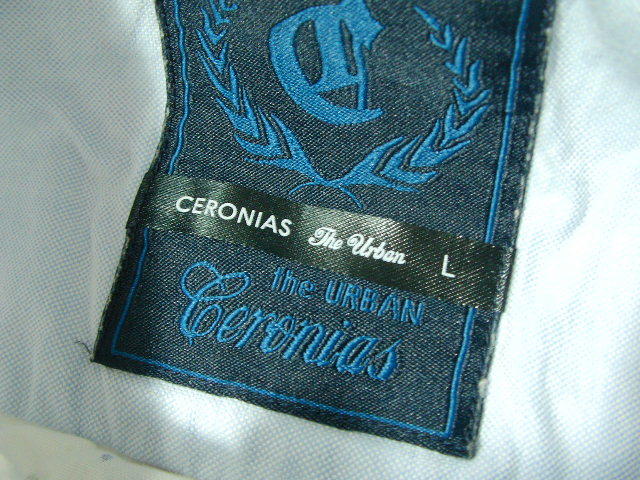 C
CERONIAS The Urban L
the URBAN
Ceronias